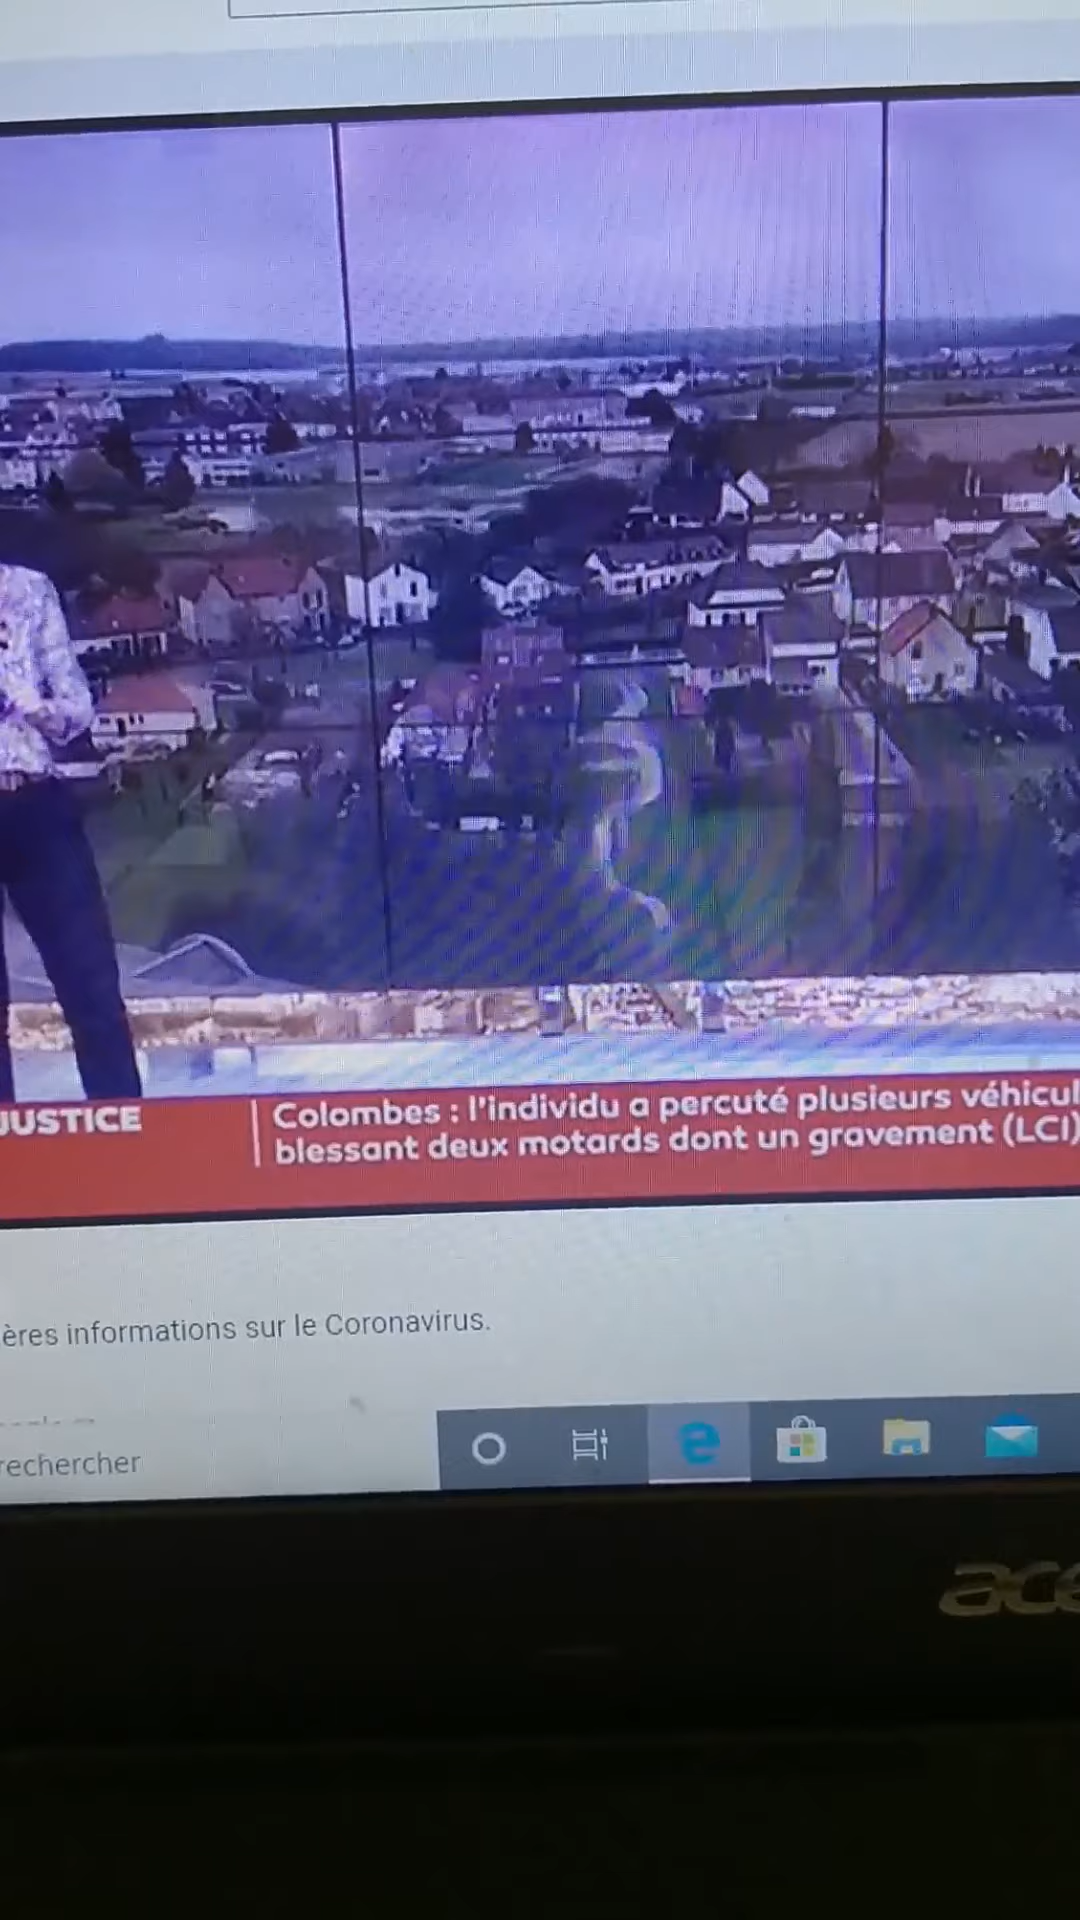 JUSTICE
Colombes : l'individu a percuté plusieurs véhicul
blessant deux motards dont un gravement (LCI)
ères informations sur le Coronavirus.
rechercher
ace